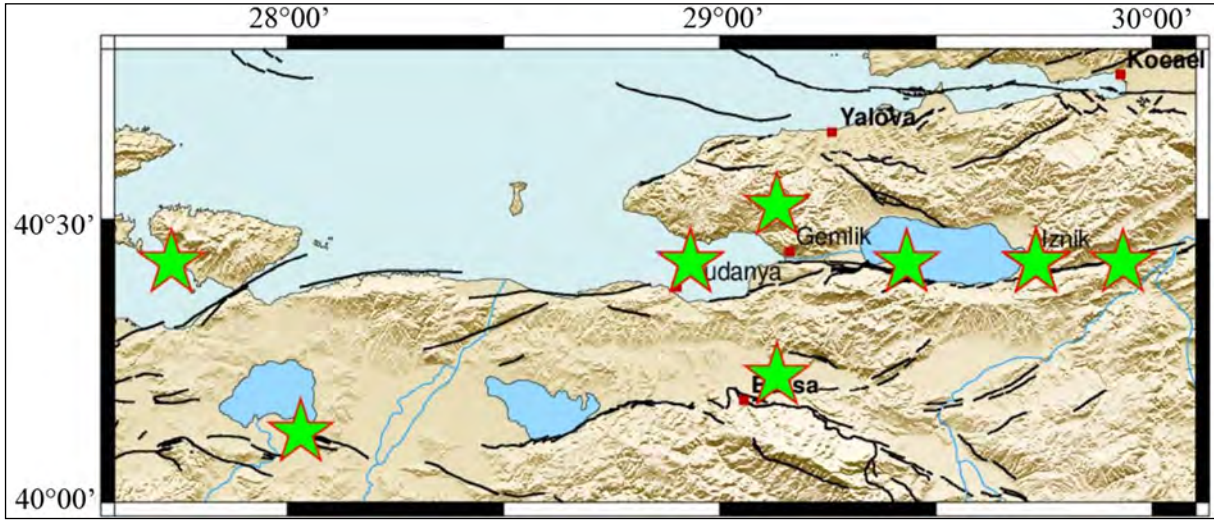 28°00’ 29°00’ 30°00’
Kocael
Yalova
40°30’
Gemlik Iznik
udanya
B sa
40°00’